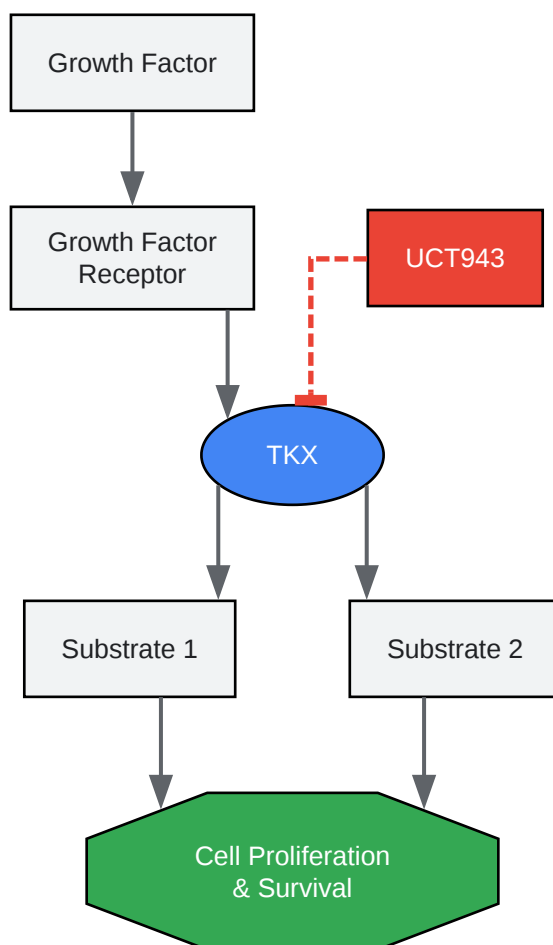 Growth Factor
Growth Factor
Receptor
UCT943
TKX
Substrate 1
Substrate 2
Cell Proliferation
& Survival